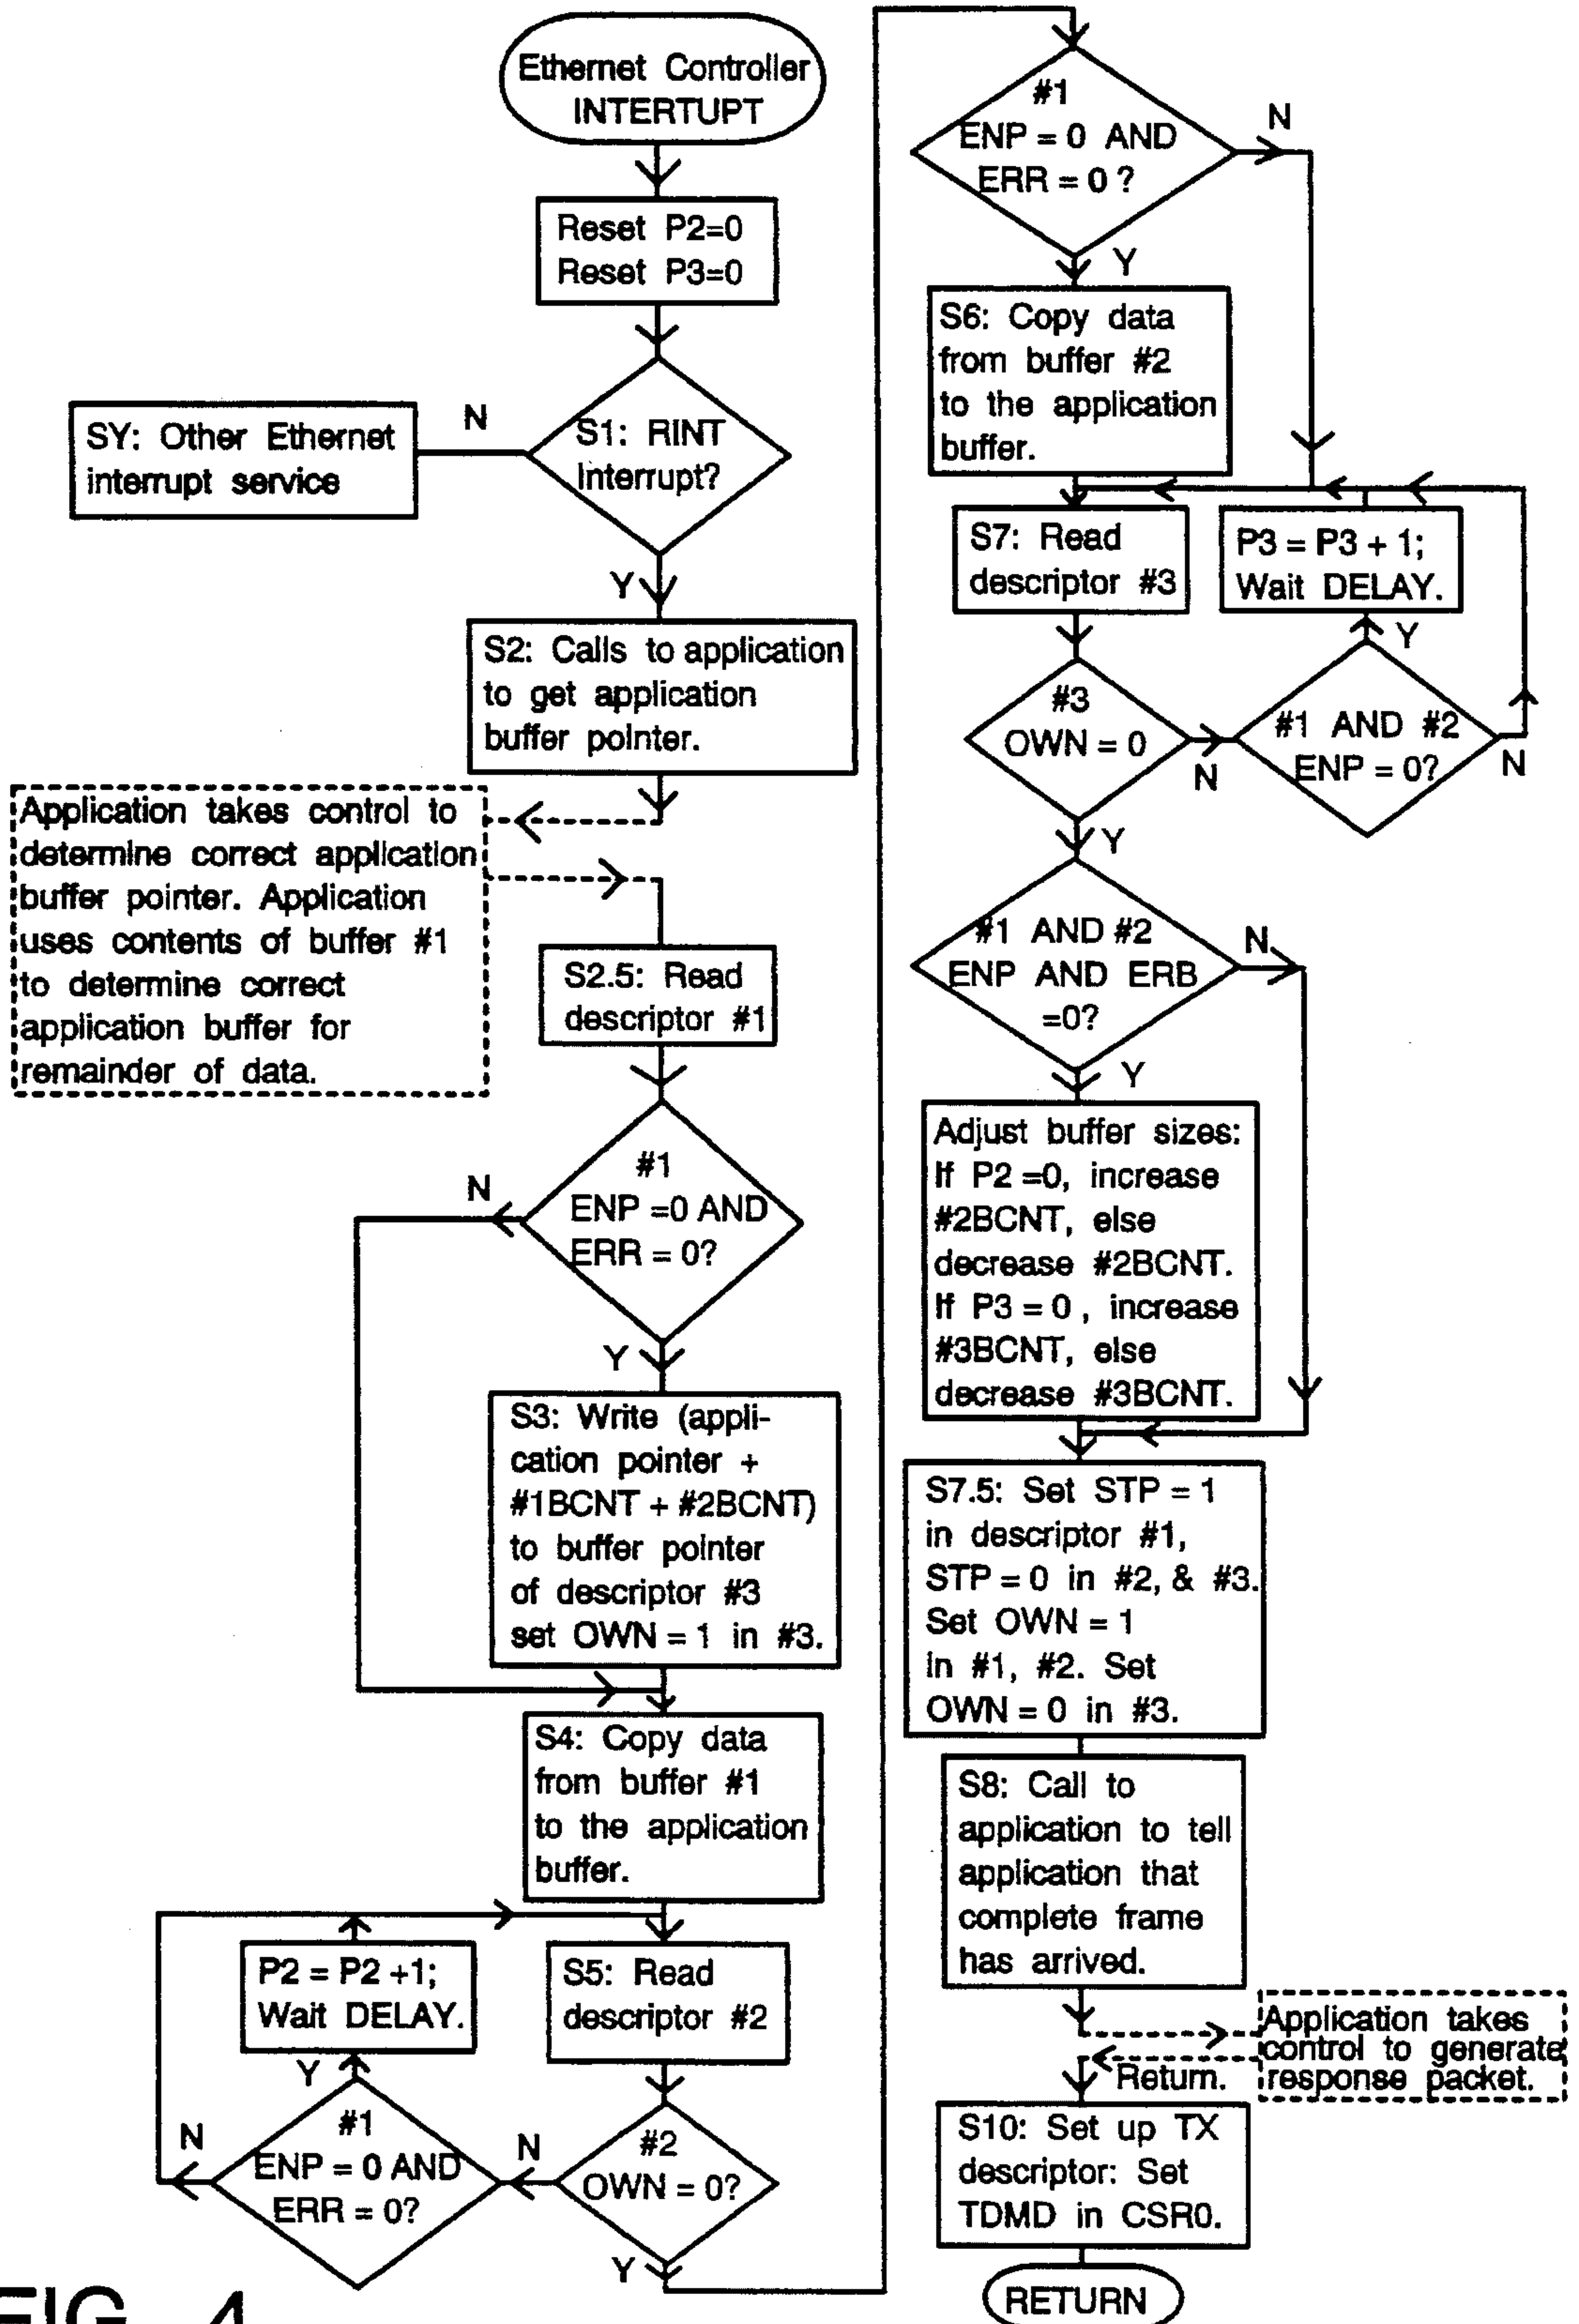 Ethernet Controller
INTERTUPT
Reset P2=0
Reset P3=0
S1: RINT
Interrupt?
N
SY: Other Ethernet
interrupt service
Y
S2: Calls to application
to get application
buffer pointer.
Application takes control to
determine correct application
buffer pointer. Application
uses contents of buffer #1
to determine correct
application buffer for
remainder of data.
S2.5: Read
descriptor #1
#1
ENP =0 AND
ERR = 0?
N
Y
S3: Write (appli-
cation pointer +
#1BCNT + #2BCNT)
to buffer pointer
of descriptor #3
set OWN = 1 in #3.
S4: Copy data
from buffer #1
to the application
buffer.
P2 = P2 +1;
Wait DELAY.
S5: Read
descriptor #2
Y
#1
ENP = 0 AND
ERR = 0?
N
N
#2
OWN = 0?
Y
#1
ENP = 0 AND
ERR = 0 ?
N
Y
S6: Copy data
from buffer #2
to the application
buffer.
S7: Read
descriptor #3
P3 = P3 + 1;
Wait DELAY.
Y
#3
OWN = 0
N
#1 AND #2
ENP = 0?
N
Y
#1 AND #2
ENP AND ERB
=0?
N
Y
Adjust buffer sizes:
If P2 =0, increase
#2BCNT, else
decrease #2BCNT.
If P3 = 0 , increase
#3BCNT, else
decrease #3BCNT.
S7.5: Set STP = 1
in descriptor #1,
STP = 0 in #2, & #3.
Set OWN = 1
in #1, #2. Set
OWN = 0 in #3.
S8: Call to
application to tell
application that
complete frame
has arrived.
Application takes
control to generate
response packet.
Return.
S10: Set up TX
descriptor: Set
TDMD in CSR0.
RETURN
FIG. 4